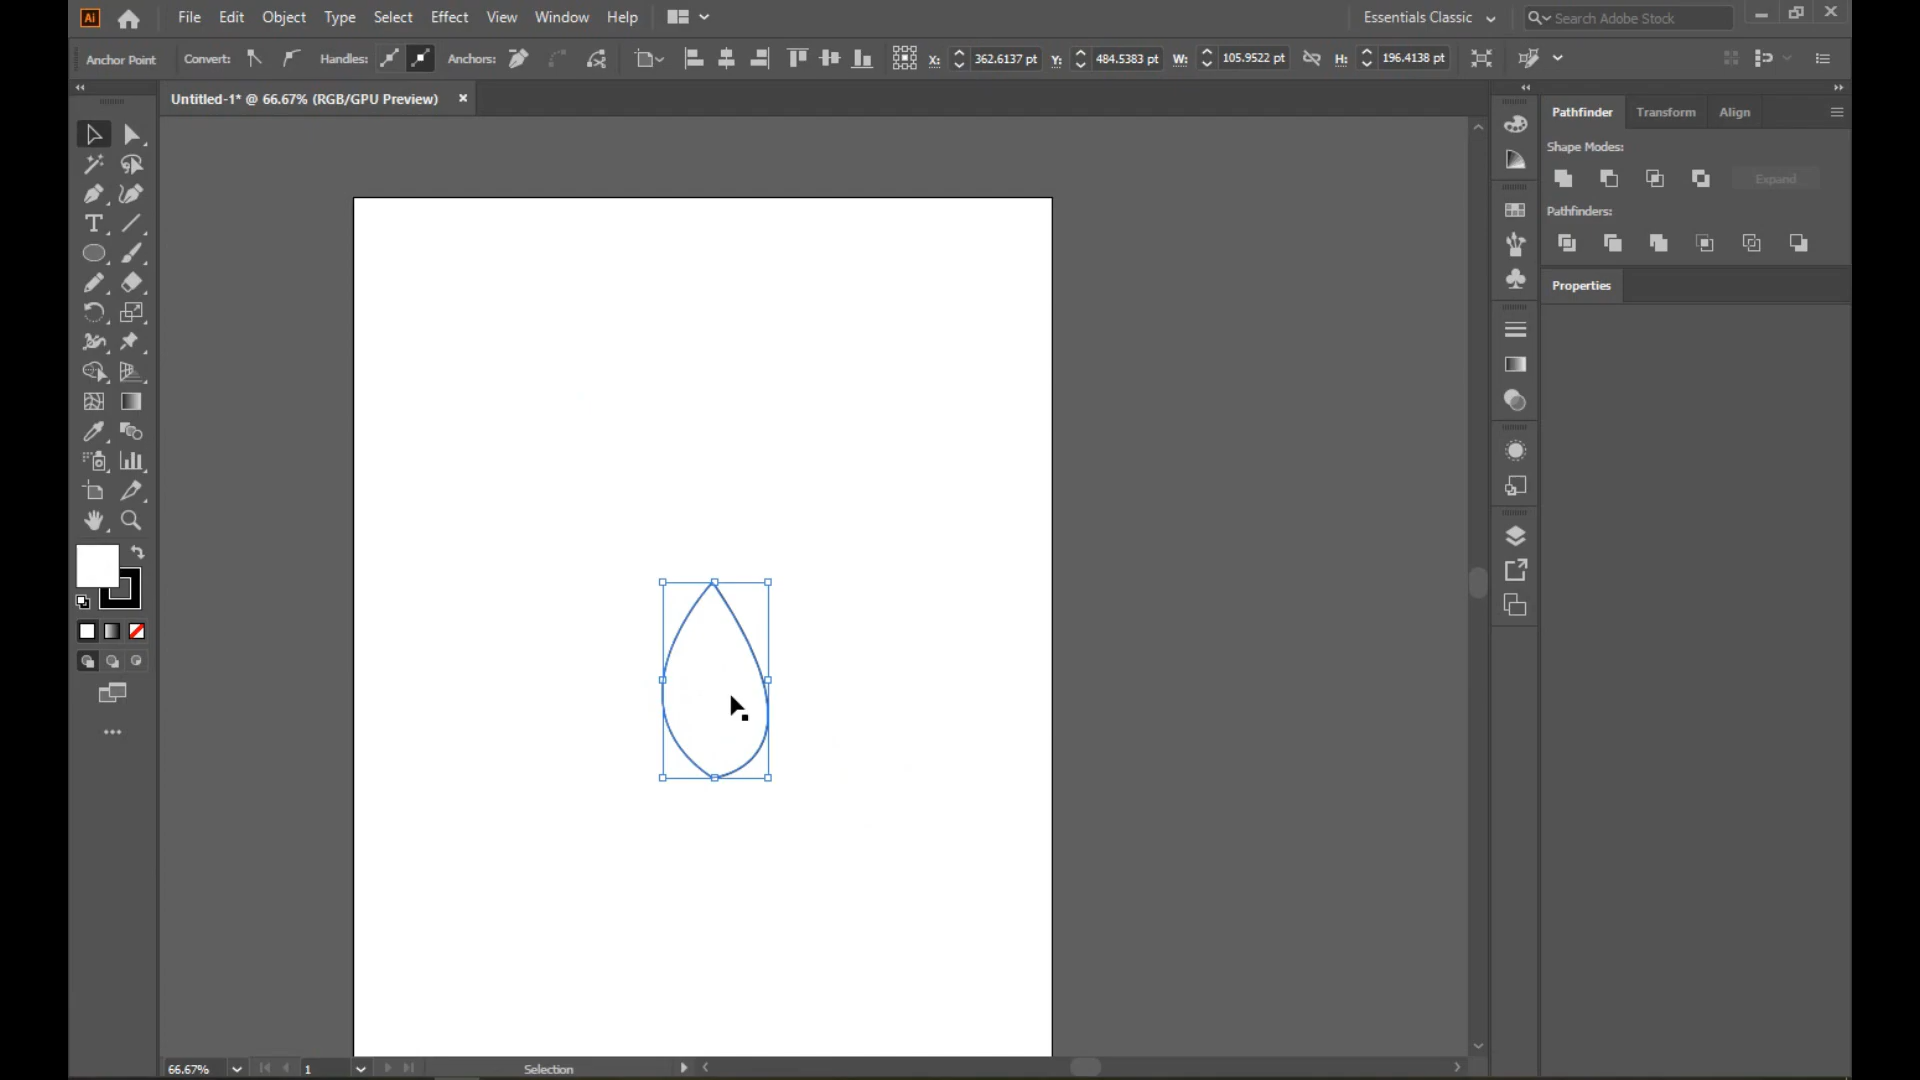 Ai File Edit Object Type Select Effect View Window Help Essentials Classic Search Adobe Stock
Anchor Point Convert: Handles: Anchors: X: 362.6137 pt Y: 484.5383 pt W: 105.9522 pt H: 196.4138 pt
Untitled-1* @ 66.67% (RGB/GPU Preview)
Pathfinder Transform Align
Shape Modes:
Expand
Pathfinders:
Properties
66.67% 1 Selection